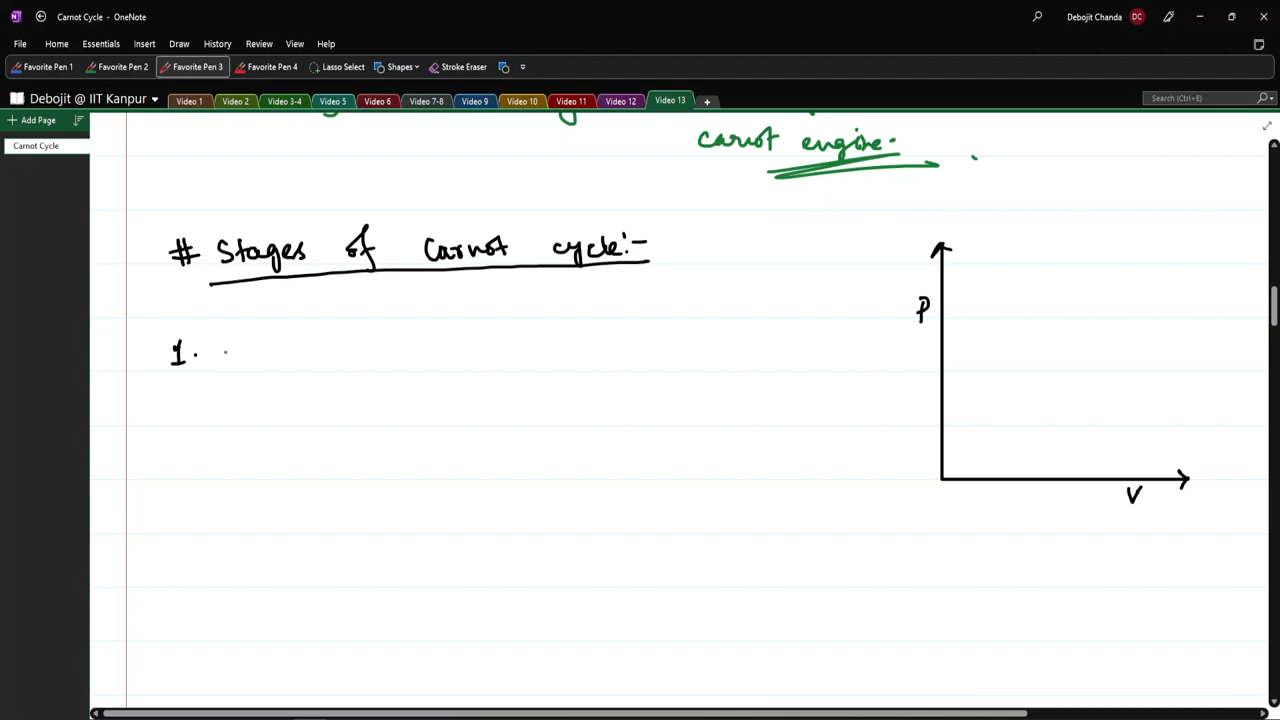 Carnot Cycle - OneNote
Debojit Chanda DC
File Home Essentials Insert Draw History Review View Help
Favorite Pen 1 Favorite Pen 2 Favorite Pen 3 Favorite Pen 4 Lasso Select Shapes Stroke Eraser
Debojit @ IIT Kanpur Video 1 Video 2 Video 3-4 Video 5 Video 6 Video 7-8 Video 9 Video 10 Video 11 Video 12 Video 13 + Search (Ctrl+E)
Add Page
Carnot Cycle
carnot engine.
# Stages of Carnot cycle:-
P
1.
V